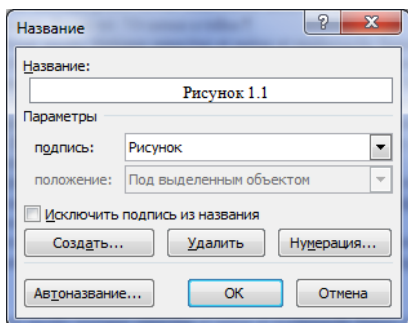 Название
Название:
Рисунок 1.1
Параметры
подпись: Рисунок
положение: Под выделенным объектом
Исключить подпись из названия
Создать... Удалить Нумерация...
Автоназвание... ОК Отмена